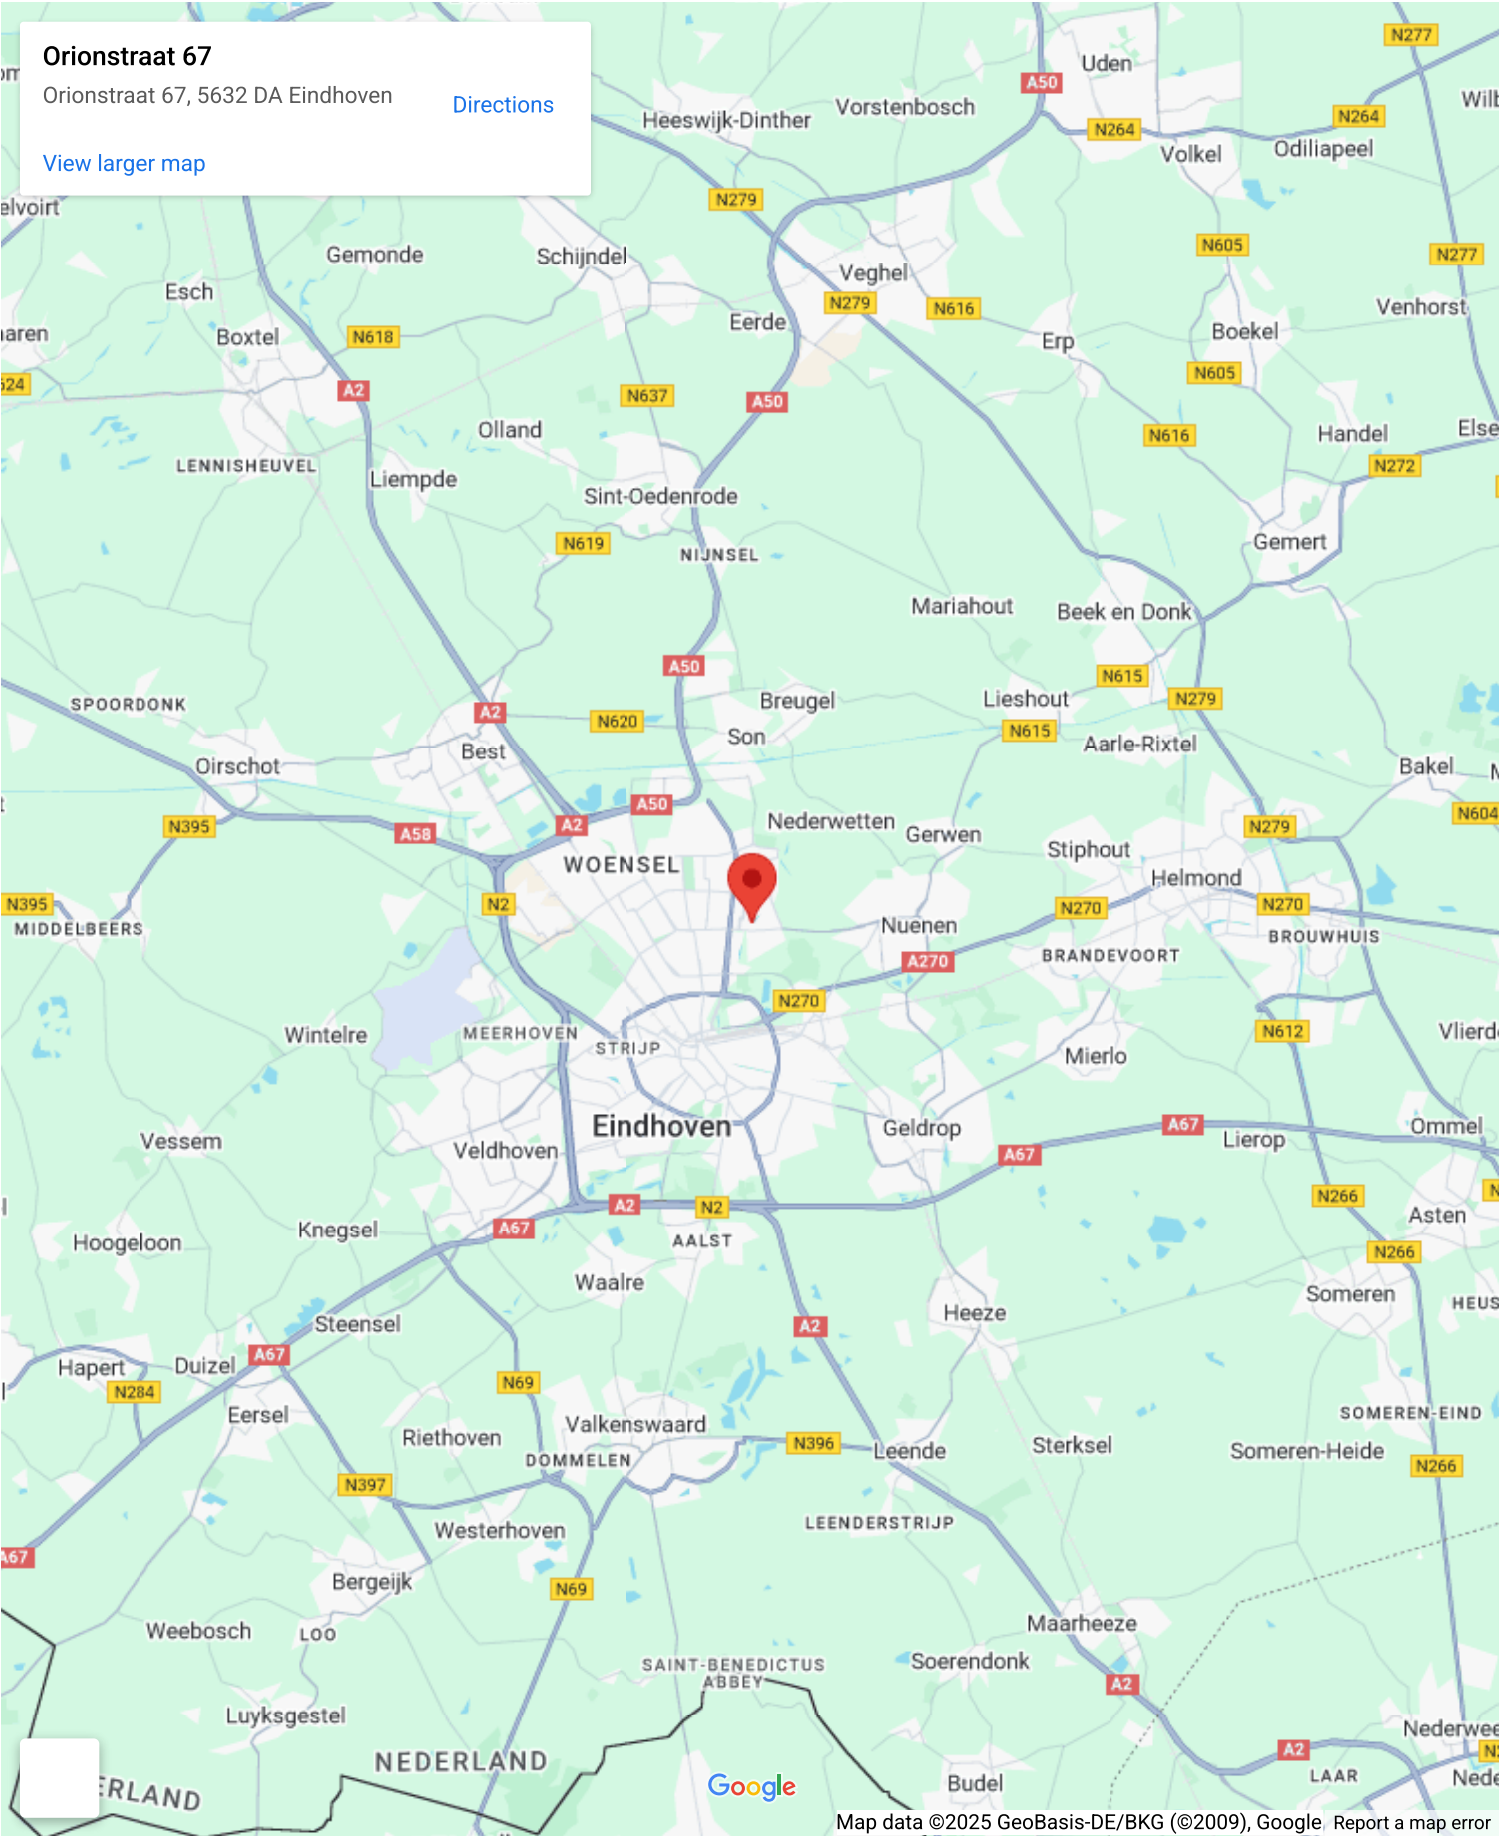 Orionstraat 67
Orionstraat 67, 5632 DA Eindhoven
Directions
View larger map
N277
Uden
A50
Wilb
Vorstenbosch
Heeswijk-Dinther
N264
N264
Volkel
Odiliapeel
N279
elvoirt
N605
Gemonde
Schijndel
N277
Veghel
Esch
N279
N616
Venhorst
Eerde
Boxtel
N618
Erp
Boekel
N605
A2
N637
A50
Olland
N616
Handel
Else
LENNISHEUVEL
N272
Liempde
Sint-Oedenrode
N619
NIJNSEL
Gemert
Mariahout
Beek en Donk
A50
N615
SPOORDONK
Breugel
Lieshout
N279
A2
N620
Son
N615
Aarle-Rixtel
Best
Oirschot
Bakel
A50
N604
N395
A58
A2
Nederwetten
Gerwen
N279
WOENSEL
Stiphout
Helmond
N395
N2
N270
N270
MIDDELBEERS
Nuenen
BROUWHUIS
A270
BRANDEVOORT
N270
Wintelre
MEERHOVEN
STRIJP
N612
Vlierd
Mierlo
Eindhoven
Geldrop
A67
Ommel
Vessem
Veldhoven
A67
Lierop
N266
A2
N2
Asten
Knegsel
A67
Hoogeloon
AALST
N266
Waalre
Someren
HEUS
Heeze
Steensel
A2
A67
Hapert
Duizel
N69
N284
Eersel
Valkenswaard
SOMEREN-EIND
Riethoven
N396
Leende
Sterksel
Someren-Heide
DOMMELEN
N266
N397
LEENDERSTRIJP
Westerhoven
A67
Bergeijk
N69
Maarheeze
Weebosch
LOO
SAINT-BENEDICTUS
ABBEY
Soerendonk
A2
Luyksgestel
Nederwee
A2
NEDERLAND
LAAR
Nede
Budel
ERLAND
Google
Map data ©2025 GeoBasis-DE/BKG (©2009), Google
Report a map error